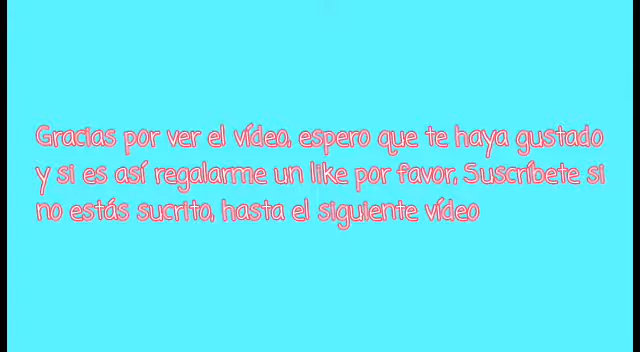 Gracias por ver el vídeo, espero que te haya gustado
y si es así regalarme un like por favor, Suscríbete si
no estás sucrito, hasta el siguiente vídeo